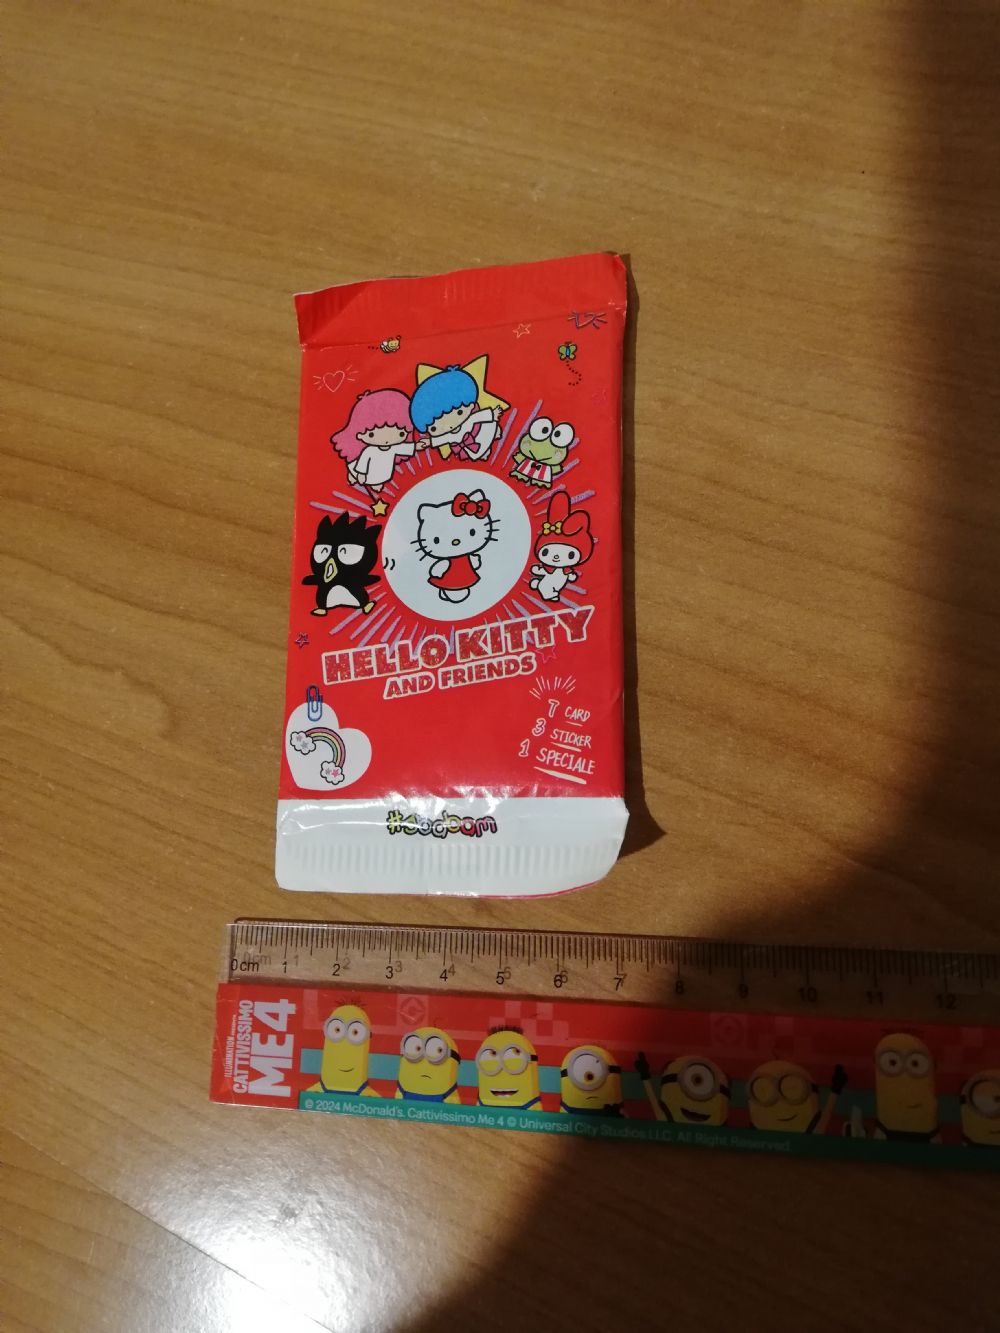 HELLO KITTY
AND FRIENDS
7 CARD
3 STICKER
1 SPECIALE
0cm 1 2 3 4 5 6 7 8 9 10 11 12
ILLUMINATION PRESENTA
CATTIVISSIMO
ME 4
© 2024 McDonald's. Cattivissimo Me 4 © Universal City Studios LLC. All Right Reserved.